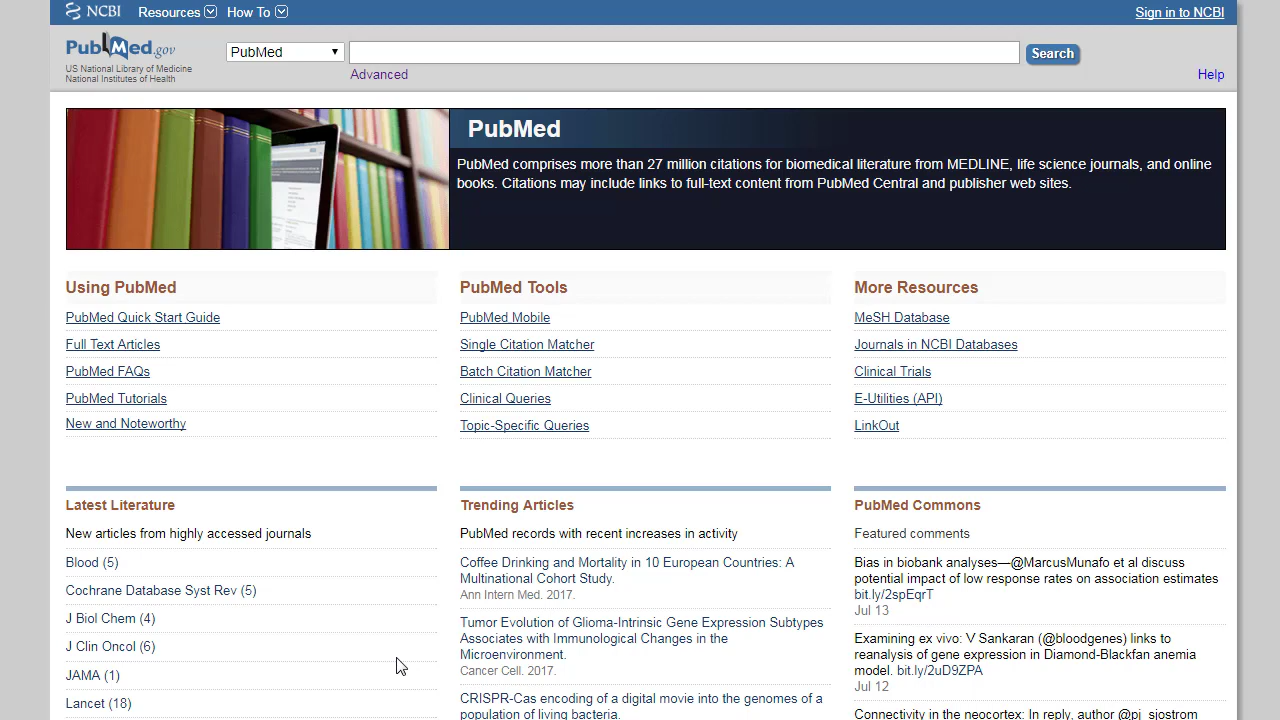 NCBI Resources How To Sign in to NCBI
PubMed.gov
US National Library of Medicine
National Institutes of Health
PubMed
Search
Advanced
Help
PubMed
PubMed comprises more than 27 million citations for biomedical literature from MEDLINE, life science journals, and online
books. Citations may include links to full-text content from PubMed Central and publisher web sites.
Using PubMed
PubMed Quick Start Guide
Full Text Articles
PubMed FAQs
PubMed Tutorials
New and Noteworthy
PubMed Tools
PubMed Mobile
Single Citation Matcher
Batch Citation Matcher
Clinical Queries
Topic-Specific Queries
More Resources
MeSH Database
Journals in NCBI Databases
Clinical Trials
E-Utilities (API)
LinkOut
Latest Literature
New articles from highly accessed journals
Blood (5)
Cochrane Database Syst Rev (5)
J Biol Chem (4)
J Clin Oncol (6)
JAMA (1)
Lancet (18)
Trending Articles
PubMed records with recent increases in activity
Coffee Drinking and Mortality in 10 European Countries: A
Multinational Cohort Study.
Ann Intern Med. 2017.
Tumor Evolution of Glioma-Intrinsic Gene Expression Subtypes
Associates with Immunological Changes in the
Microenvironment.
Cancer Cell. 2017.
CRISPR-Cas encoding of a digital movie into the genomes of a
population of living bacteria.
PubMed Commons
Featured comments
Bias in biobank analyses—@MarcusMunafo et al discuss
potential impact of low response rates on association estimates
bit.ly/2spEqrT
Jul 13
Examining ex vivo: V Sankaran (@bloodgenes) links to
reanalysis of gene expression in Diamond-Blackfan anemia
model. bit.ly/2uD9ZPA
Jul 12
Connectivity in the neocortex: In reply, author @pj_sjostrom